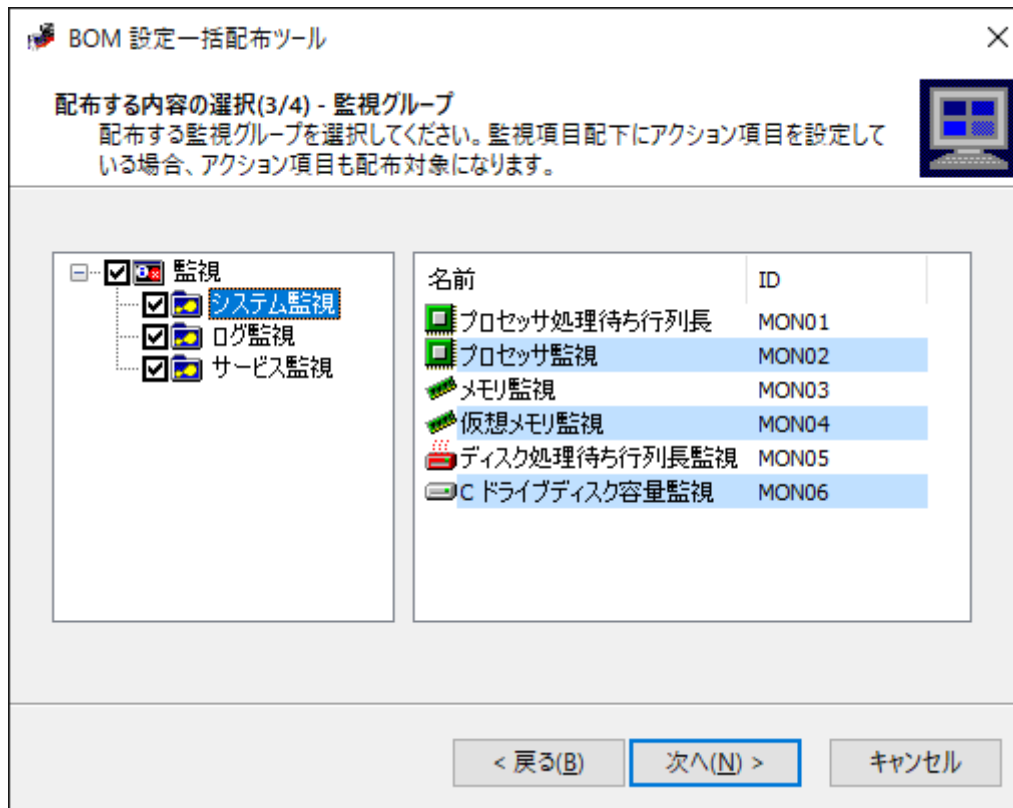 BOM 設定一括配布ツール
配布する内容の選択(3/4) - 監視グループ
配布する監視グループを選択してください。監視項目配下にアクション項目を設定して
いる場合、アクション項目も配布対象になります。
監視
システム監視
ログ監視
サービス監視
名前 ID
プロセッサ処理待ち行列長 MON01
プロセッサ監視 MON02
メモリ監視 MON03
仮想メモリ監視 MON04
ディスク処理待ち行列長監視 MON05
C ドライブディスク容量監視 MON06
< 戻る(B) 次へ(N) > キャンセル